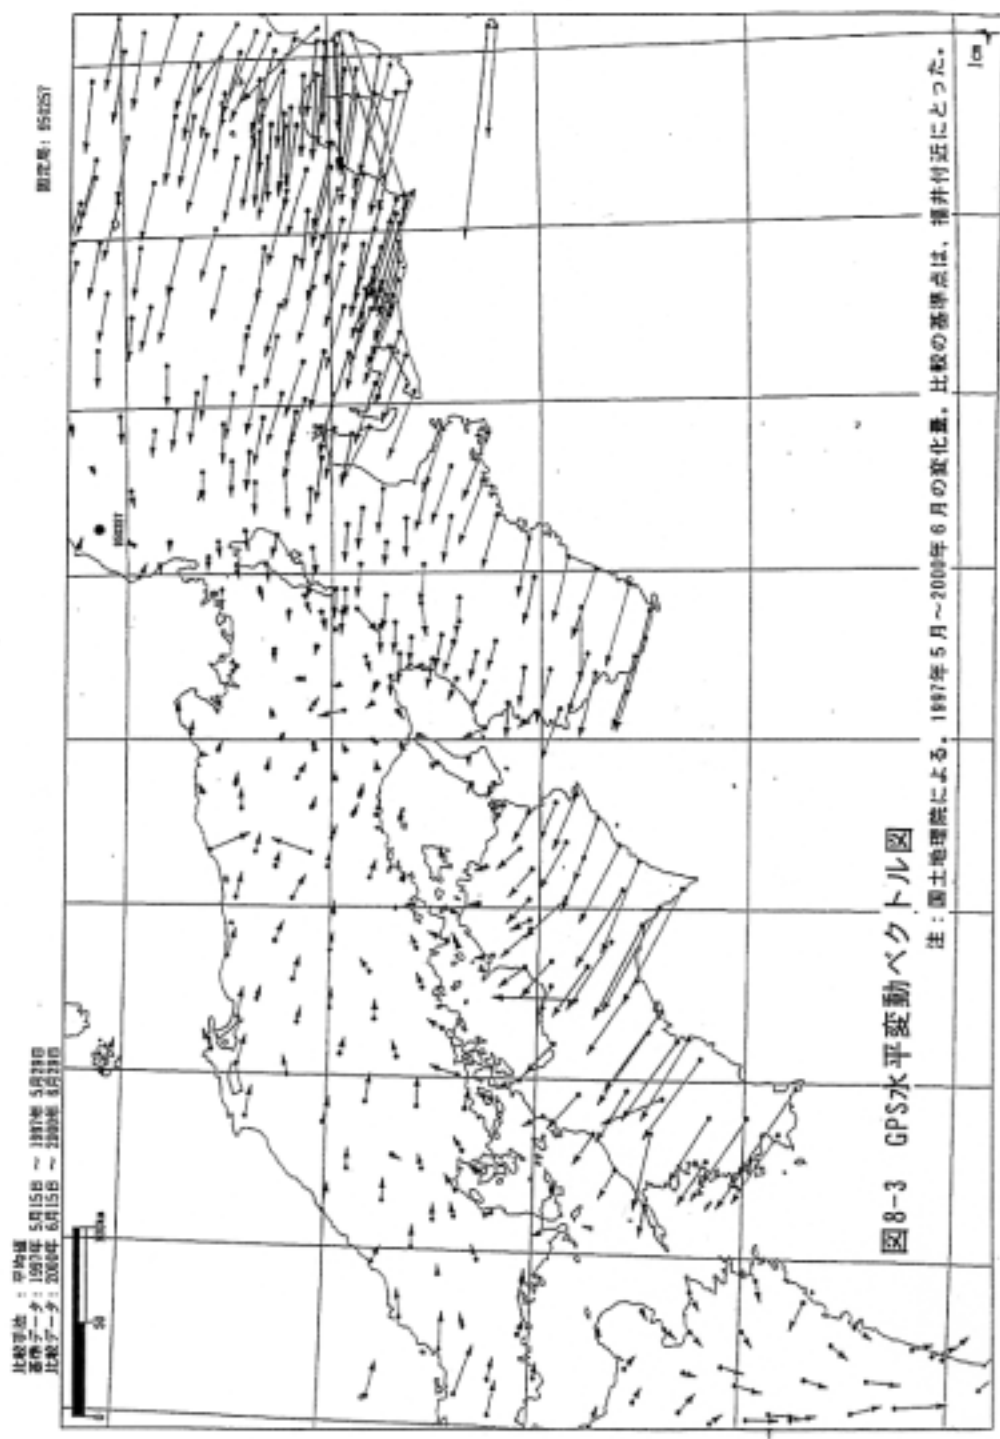 比較手法 : 平均値
基準データ: 1997年 5月15日 ～ 1997年 5月29日
比較データ: 2000年 6月15日 ～ 2000年 6月29日
0 50 100km
固定局: 950257
950257
1cm
図8-3 GPS水平変動ベクトル図
注：国土地理院による。1997年5月～2000年6月の変化量。比較の基準点は、福井付近にとった。